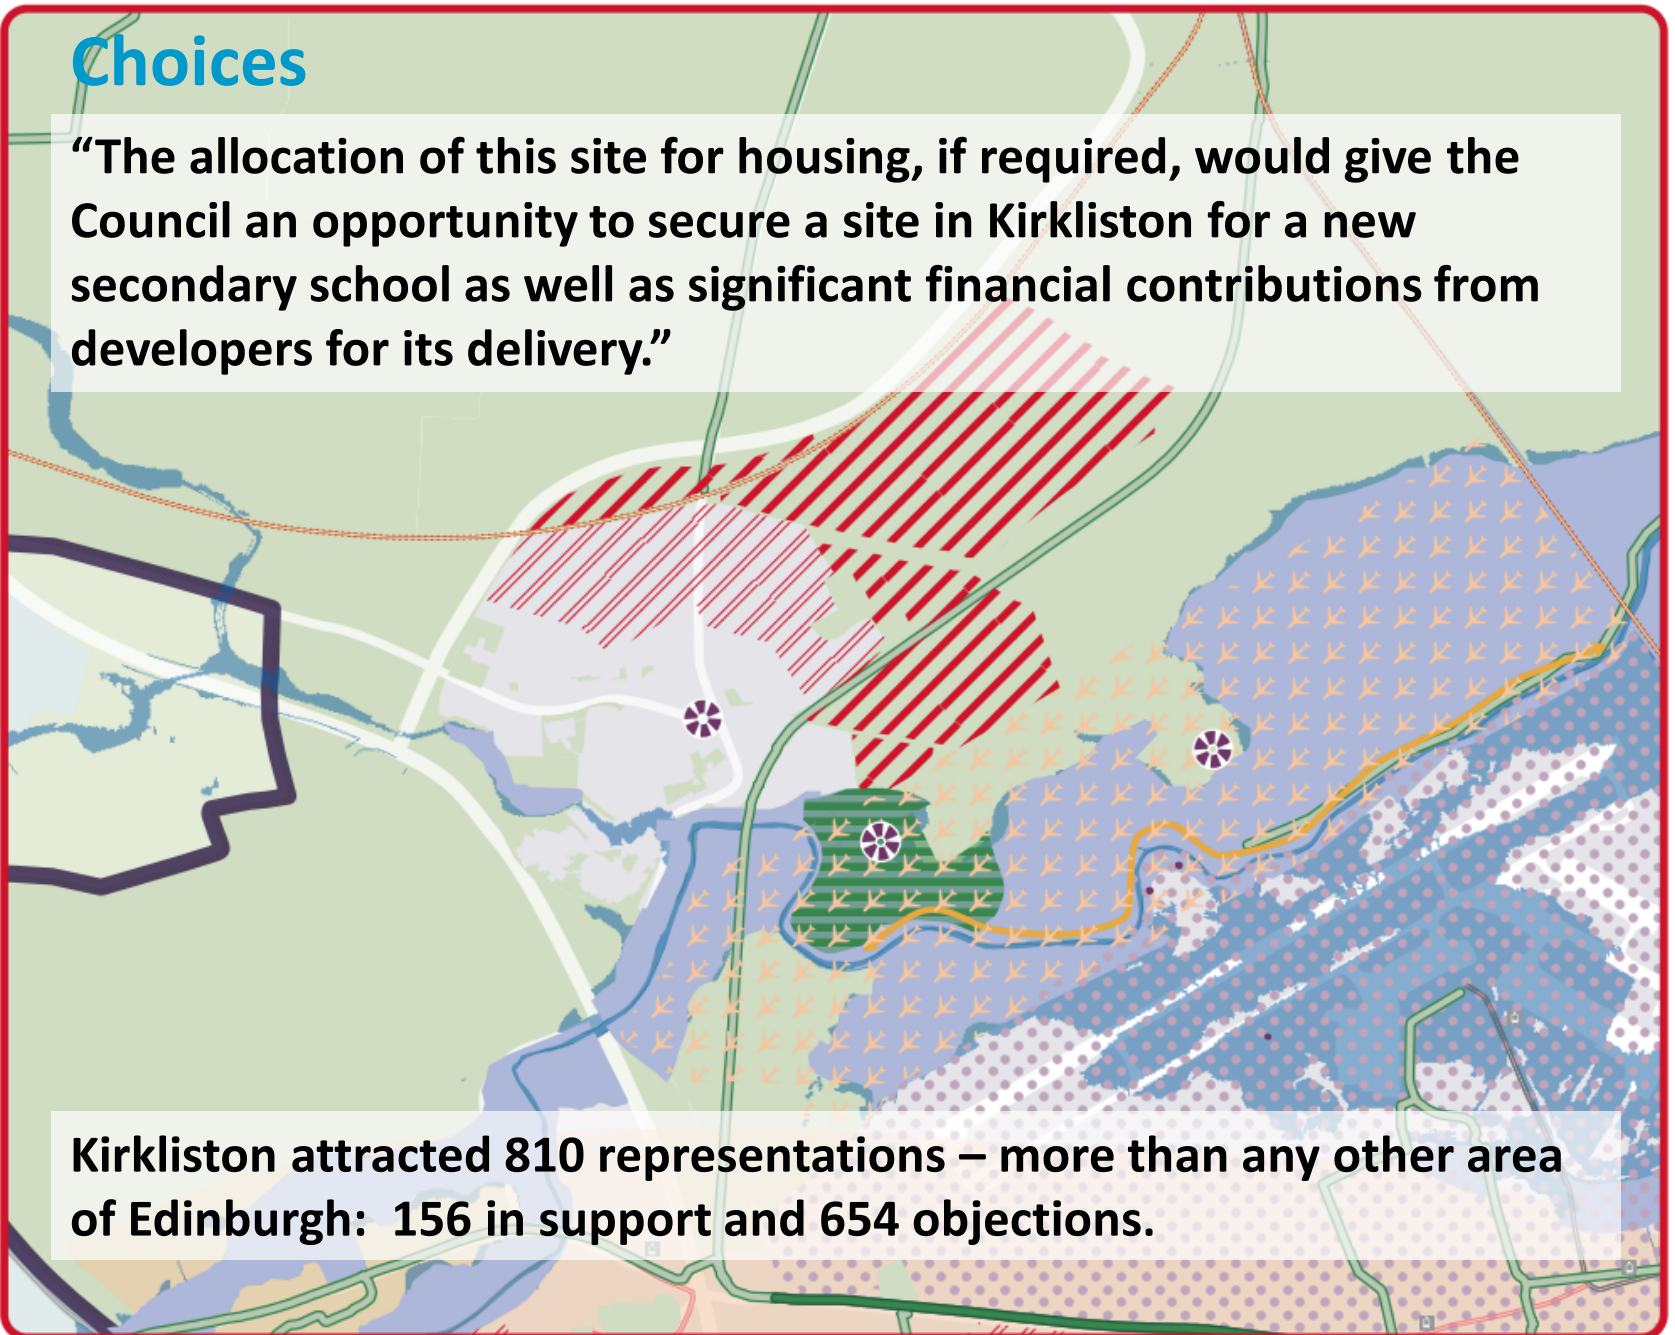 Choices
“The allocation of this site for housing, if required, would give the
Council an opportunity to secure a site in Kirkliston for a new
secondary school as well as significant financial contributions from
developers for its delivery.”
Kirkliston attracted 810 representations – more than any other area
of Edinburgh:  156 in support and 654 objections.